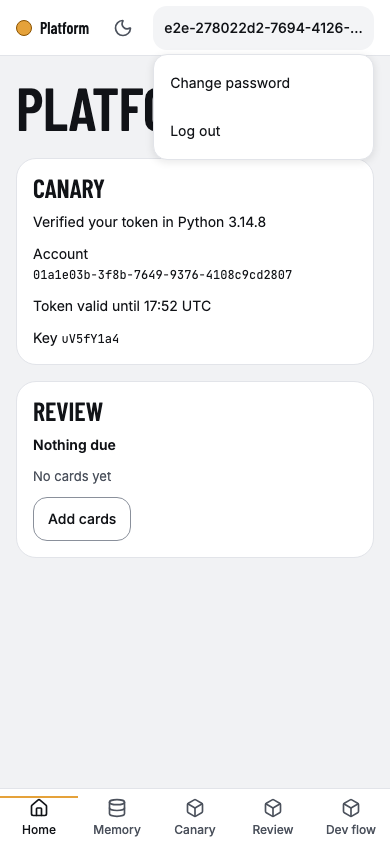 Platform
e2e-278022d2-7694-4126-...
Change password
Log out
CANARY
Verified your token in Python 3.14.8
Account
01a1e03b-3f8b-7649-9376-4108c9cd2807
Token valid until 17:52 UTC
Key uV5fY1a4
REVIEW
Nothing due
No cards yet
Add cards
Home
Memory
Canary
Review
Dev flow